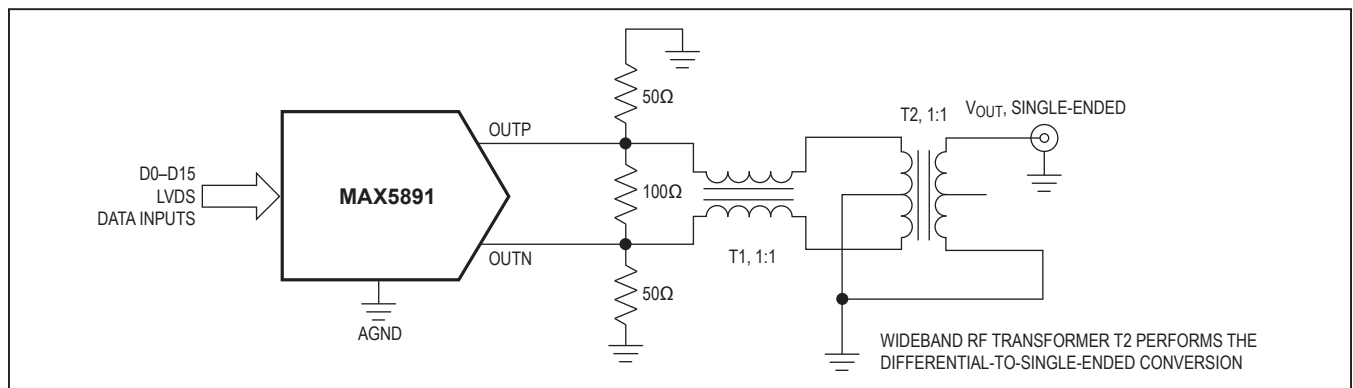 50Ω
T2, 1:1
V_OUT, SINGLE-ENDED
OUTP
D0–D15
LVDS
DATA INPUTS
MAX5891
100Ω
OUTN
T1, 1:1
50Ω
AGND
WIDEBAND RF TRANSFORMER T2 PERFORMS THE
DIFFERENTIAL-TO-SINGLE-ENDED CONVERSION